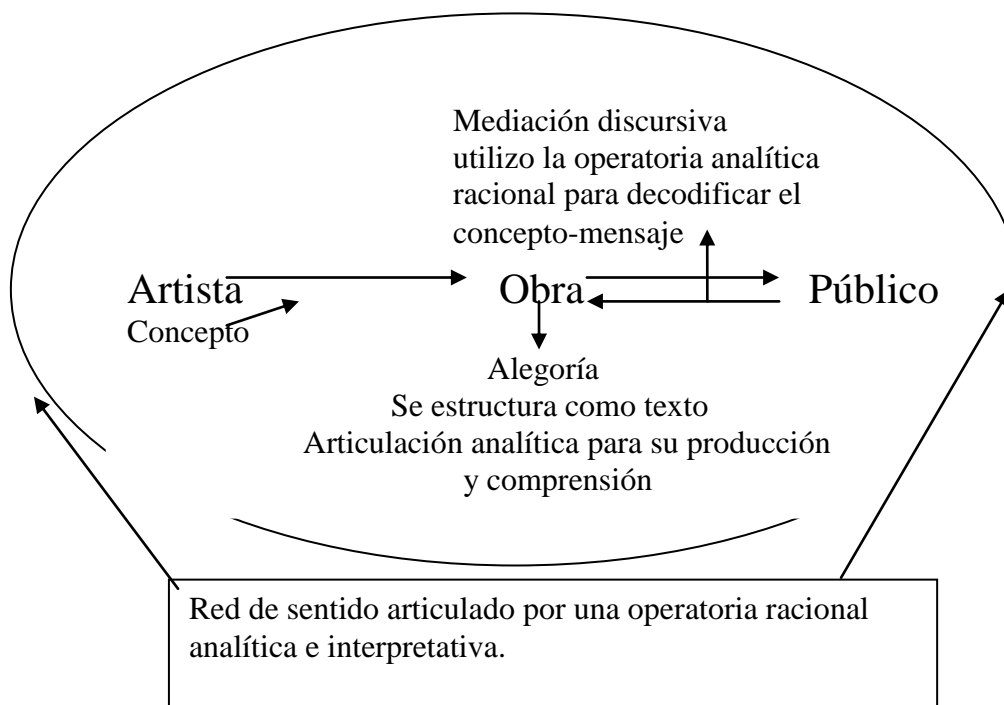 Mediación discursiva
utilizo la operatoria analítica
racional para decodificar el
concepto-mensaje
Artista Obra Público
Concepto
Alegoría
Se estructura como texto
Articulación analítica para su producción
y comprensión
Red de sentido articulado por una operatoria racional
analítica e interpretativa.